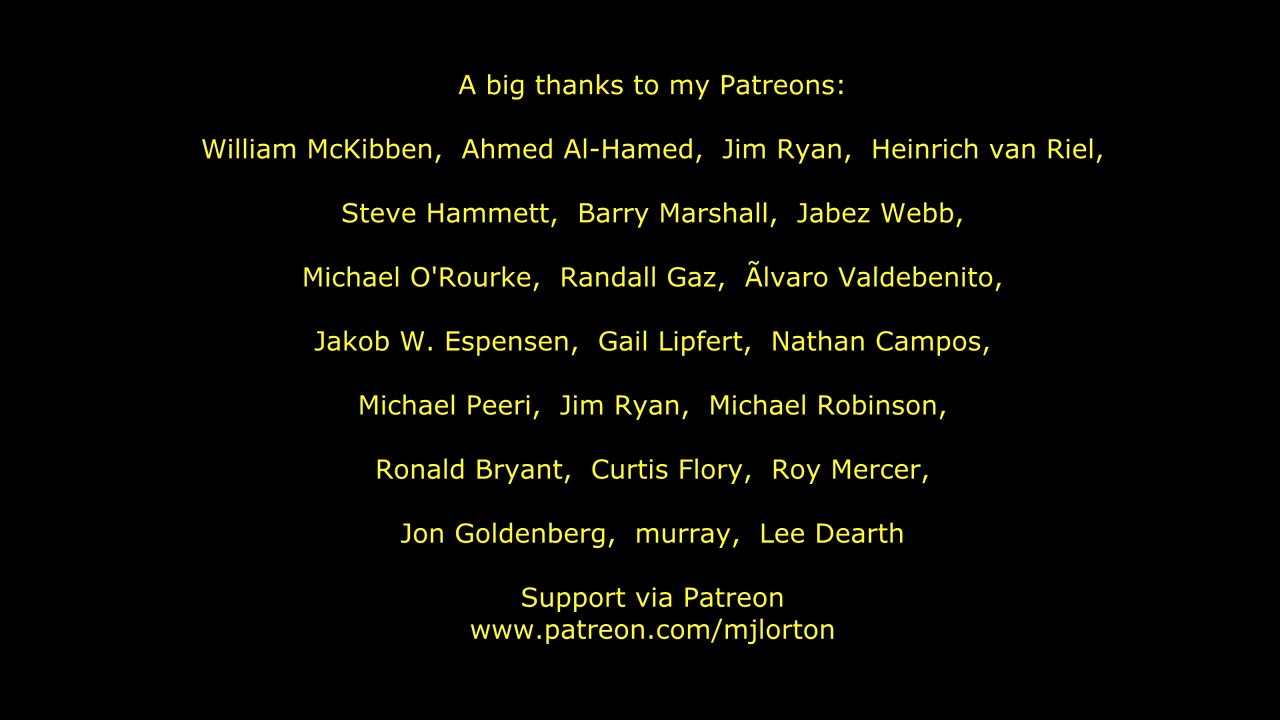 A big thanks to my Patreons:
William McKibben, Ahmed Al-Hamed, Jim Ryan, Heinrich van Riel,
Steve Hammett, Barry Marshall, Jabez Webb,
Michael O'Rourke, Randall Gaz, Ãlvaro Valdebenito,
Jakob W. Espensen, Gail Lipfert, Nathan Campos,
Michael Peeri, Jim Ryan, Michael Robinson,
Ronald Bryant, Curtis Flory, Roy Mercer,
Jon Goldenberg, murray, Lee Dearth
Support via Patreon
www.patreon.com/mjlorton